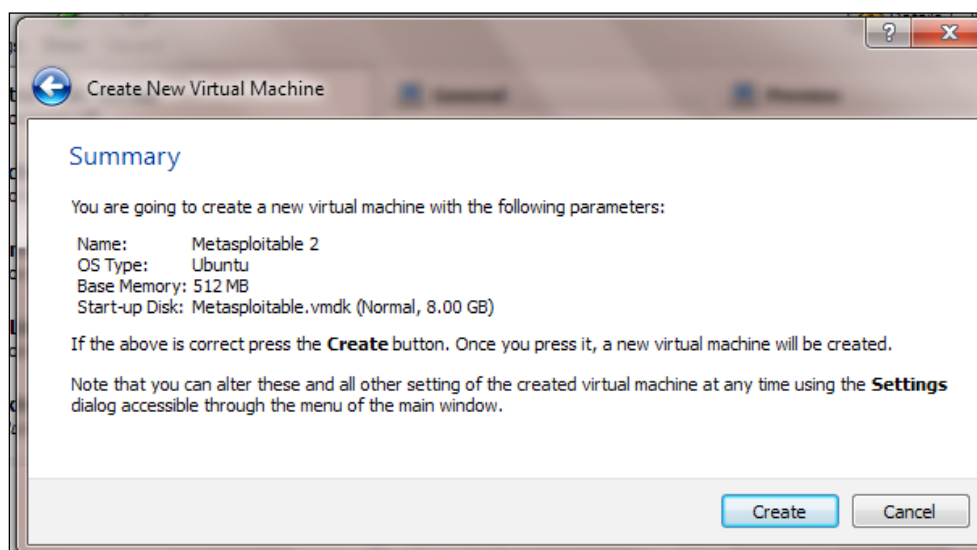 Create New Virtual Machine
General
Preview
Summary
You are going to create a new virtual machine with the following parameters:
Name: Metasploitable 2
OS Type: Ubuntu
Base Memory: 512 MB
Start-up Disk: Metasploitable.vmdk (Normal, 8.00 GB)
If the above is correct press the Create button. Once you press it, a new virtual machine will be created.
Note that you can alter these and all other setting of the created virtual machine at any time using the Settings
dialog accessible through the menu of the main window.
Create
Cancel